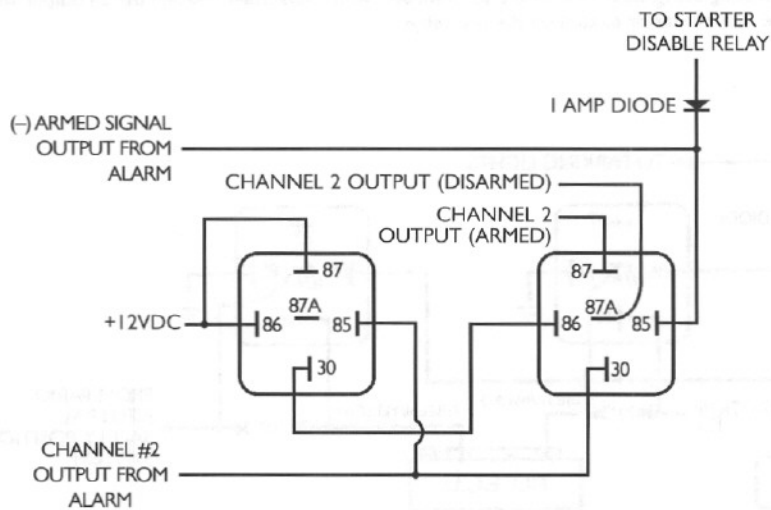 TO STARTER
DISABLE RELAY
1 AMP DIODE
(–) ARMED SIGNAL
OUTPUT FROM
ALARM
CHANNEL 2 OUTPUT (DISARMED)
CHANNEL 2
OUTPUT (ARMED)
87
87A
86
85
30
87
87A
86
85
30
+12VDC
CHANNEL #2
OUTPUT FROM
ALARM